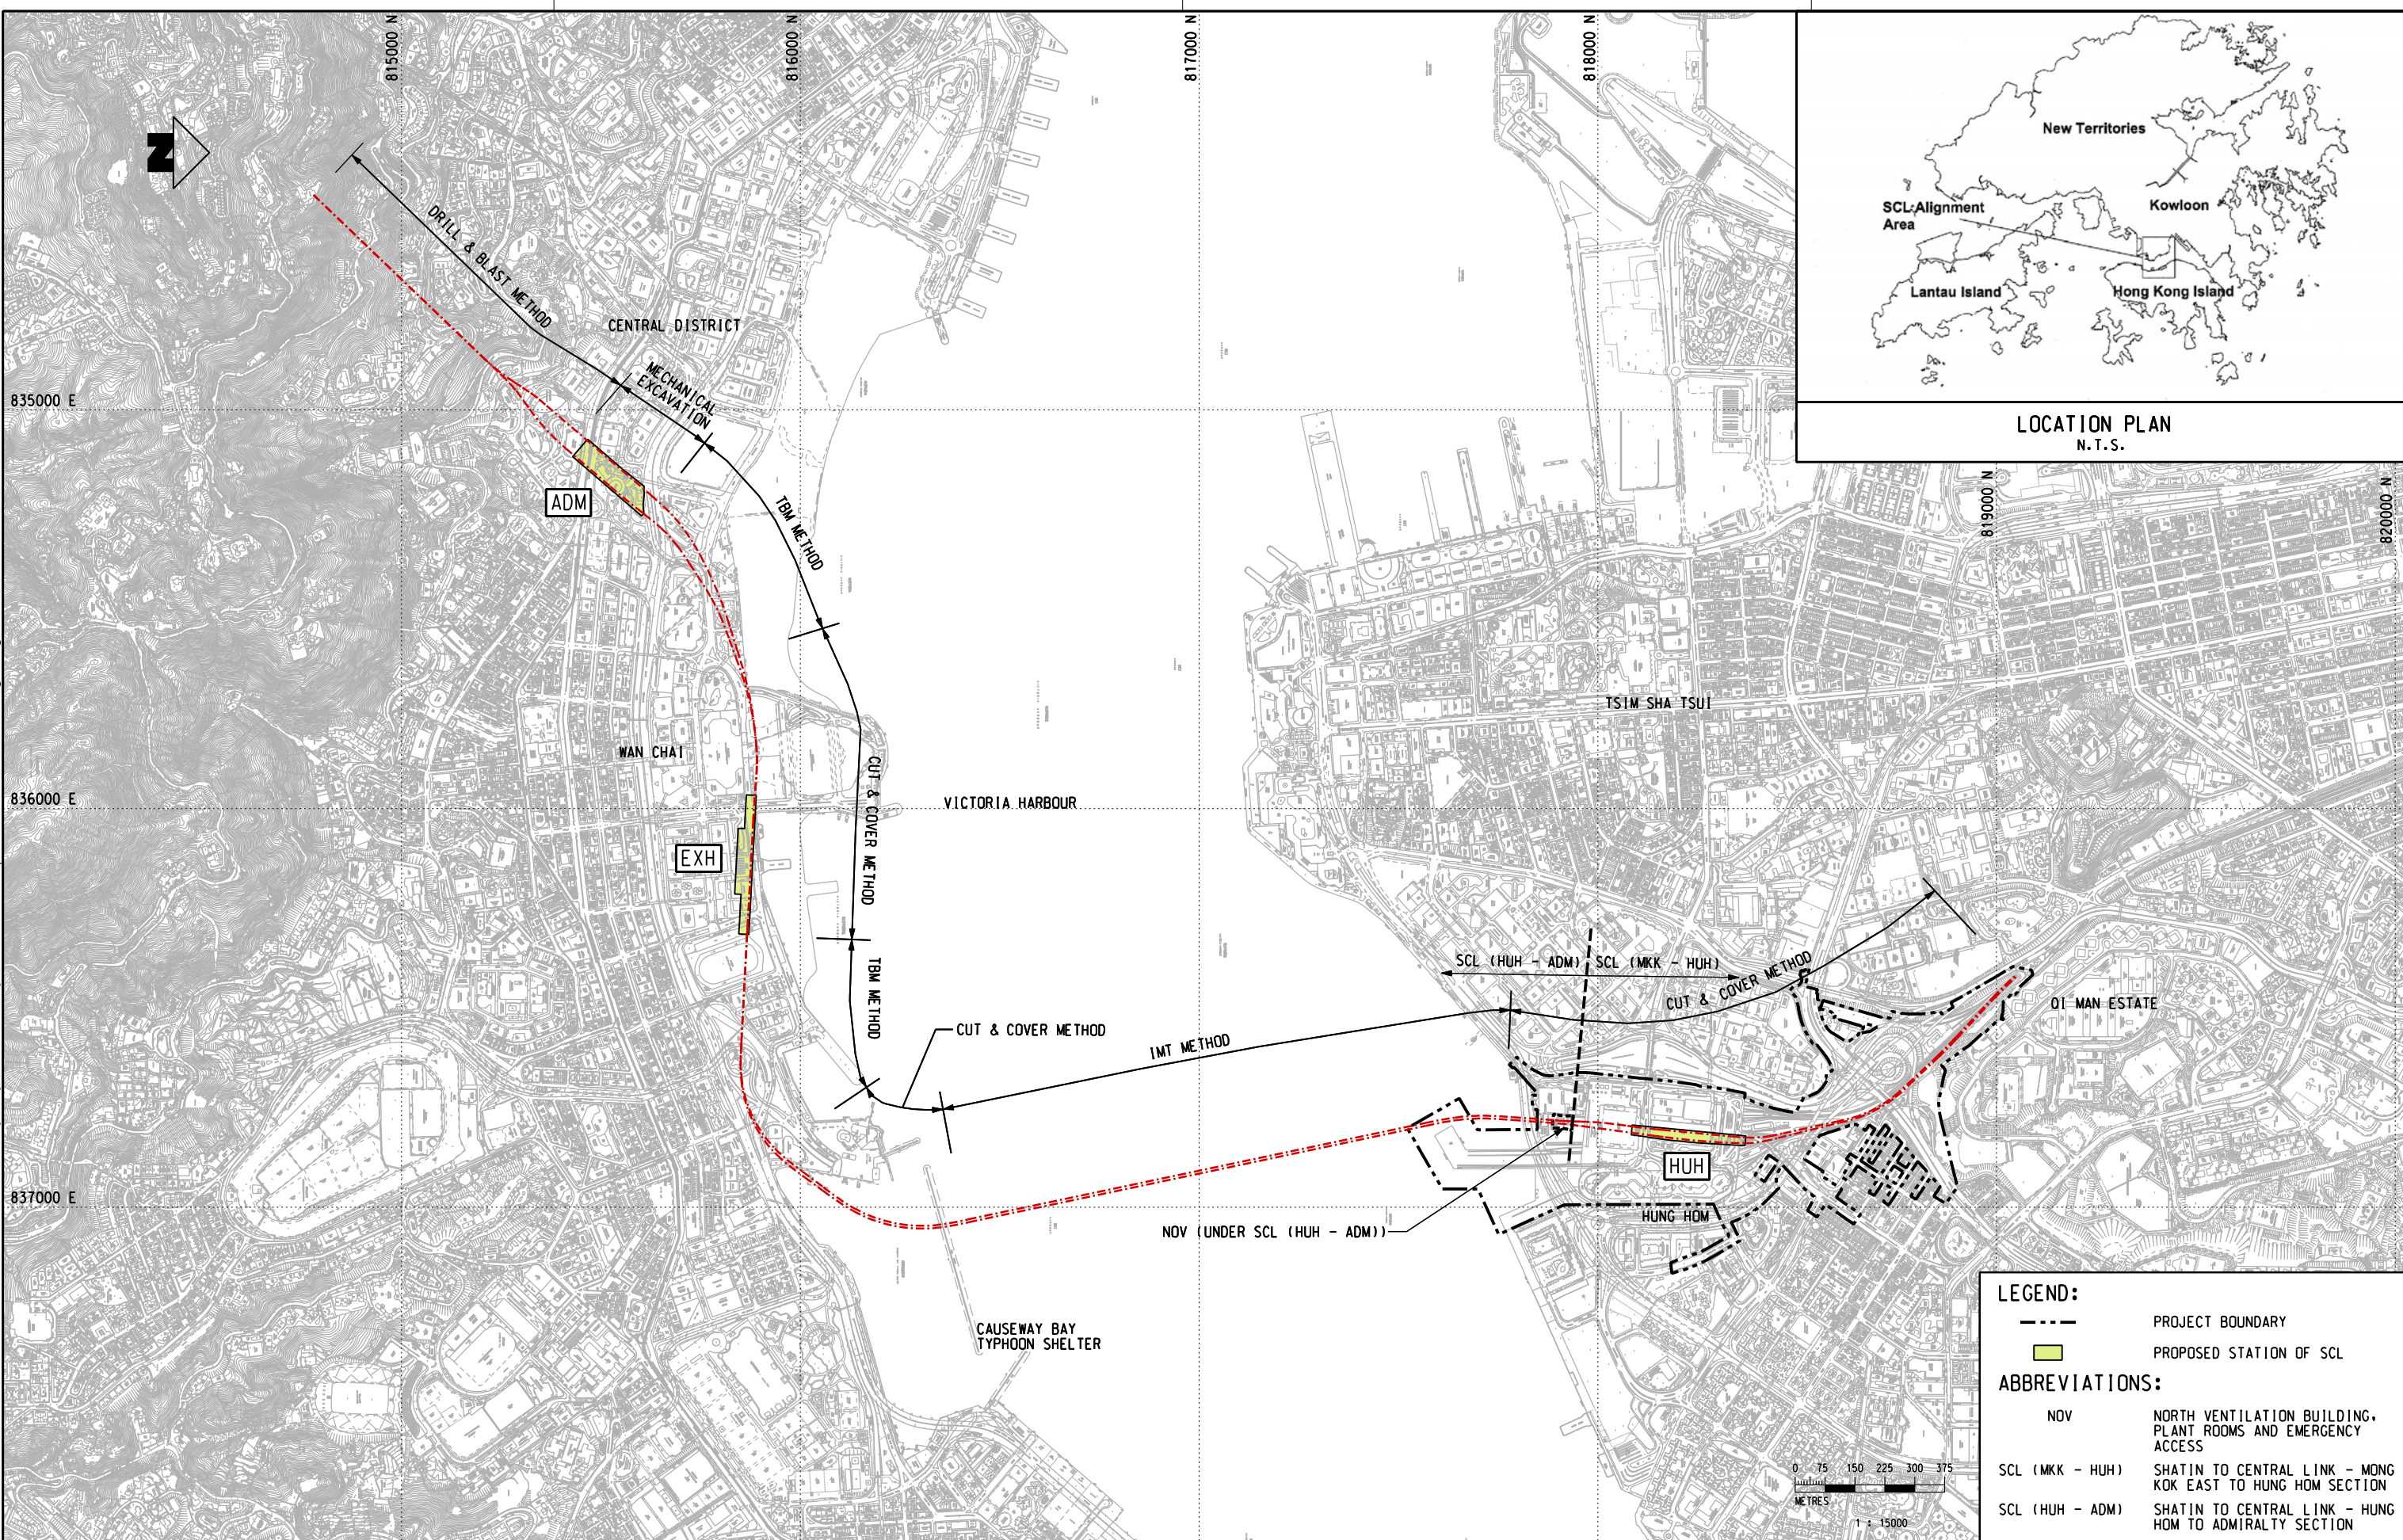 815000 N
816000 N
817000 N
818000 N
819000 N
820000 N
N
835000 E
836000 E
837000 E
DRILL & BLAST METHOD
CENTRAL DISTRICT
MECHANICAL
EXCAVATION
ADM
TBM METHOD
WAN CHAI
CUT & COVER METHOD
EXH
VICTORIA HARBOUR
TBM METHOD
CUT & COVER METHOD
IMT METHOD
TSIM SHA TSUI
SCL (HUH - ADM)
SCL (MKK - HUH)
CUT & COVER METHOD
OI MAN ESTATE
HUH
HUNG HOM
NOV (UNDER SCL (HUH - ADM))
CAUSEWAY BAY
TYPHOON SHELTER
New Territories
SCL Alignment
Area
Kowloon
Lantau Island
Hong Kong Island
LOCATION PLAN
N.T.S.
LEGEND:
PROJECT BOUNDARY
PROPOSED STATION OF SCL
ABBREVIATIONS:
NOV NORTH VENTILATION BUILDING,
PLANT ROOMS AND EMERGENCY
ACCESS
SCL (MKK - HUH) SHATIN TO CENTRAL LINK - MONG
KOK EAST TO HUNG HOM SECTION
SCL (HUH - ADM) SHATIN TO CENTRAL LINK - HUNG
HOM TO ADMIRALTY SECTION
0 75 150 225 300 375
METRES
1 : 15000